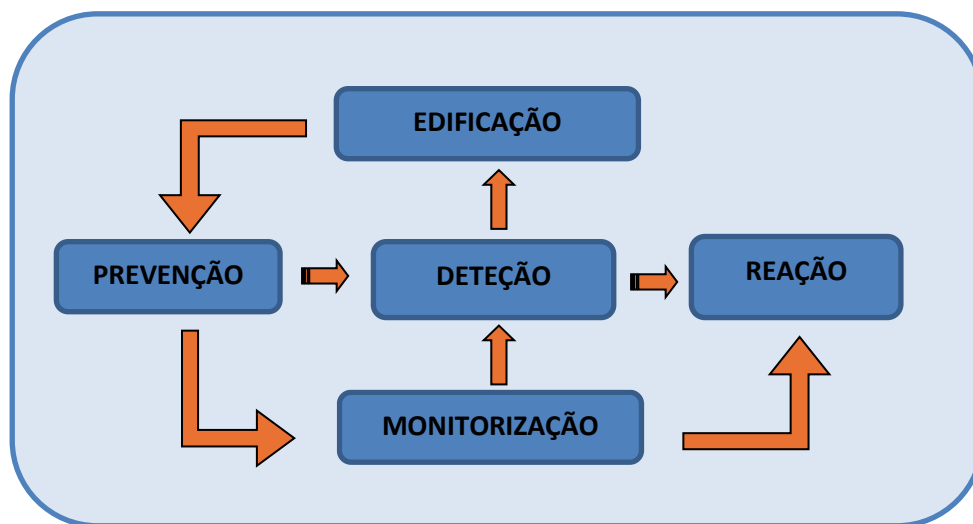 EDIFICAÇÃO
PREVENÇÃO
DETEÇÃO
REAÇÃO
MONITORIZAÇÃO